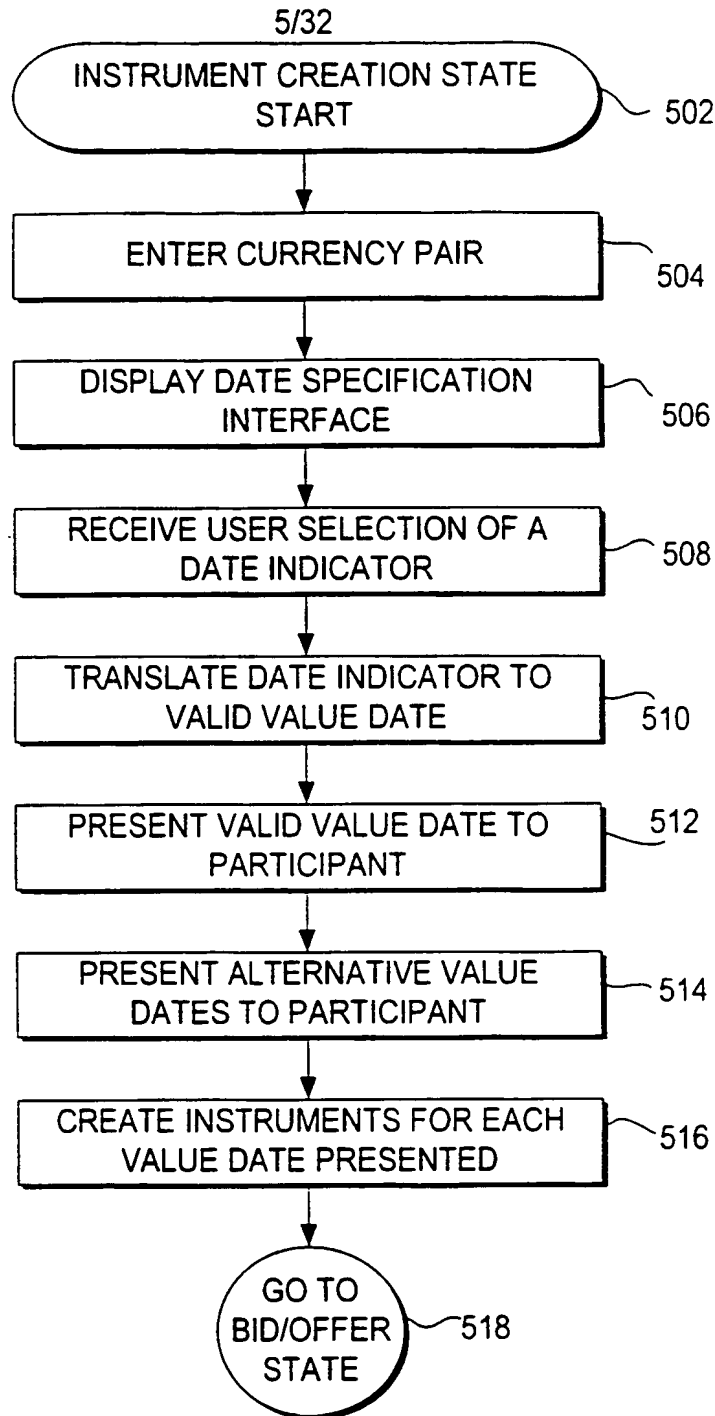 5/32
INSTRUMENT CREATION STATE
START
502
ENTER CURRENCY PAIR
504
DISPLAY DATE SPECIFICATION
INTERFACE
506
RECEIVE USER SELECTION OF A
DATE INDICATOR
508
TRANSLATE DATE INDICATOR TO
VALID VALUE DATE
510
PRESENT VALID VALUE DATE TO
PARTICIPANT
512
PRESENT ALTERNATIVE VALUE
DATES TO PARTICIPANT
514
CREATE INSTRUMENTS FOR EACH
VALUE DATE PRESENTED
516
GO TO
BID/OFFER
STATE
518